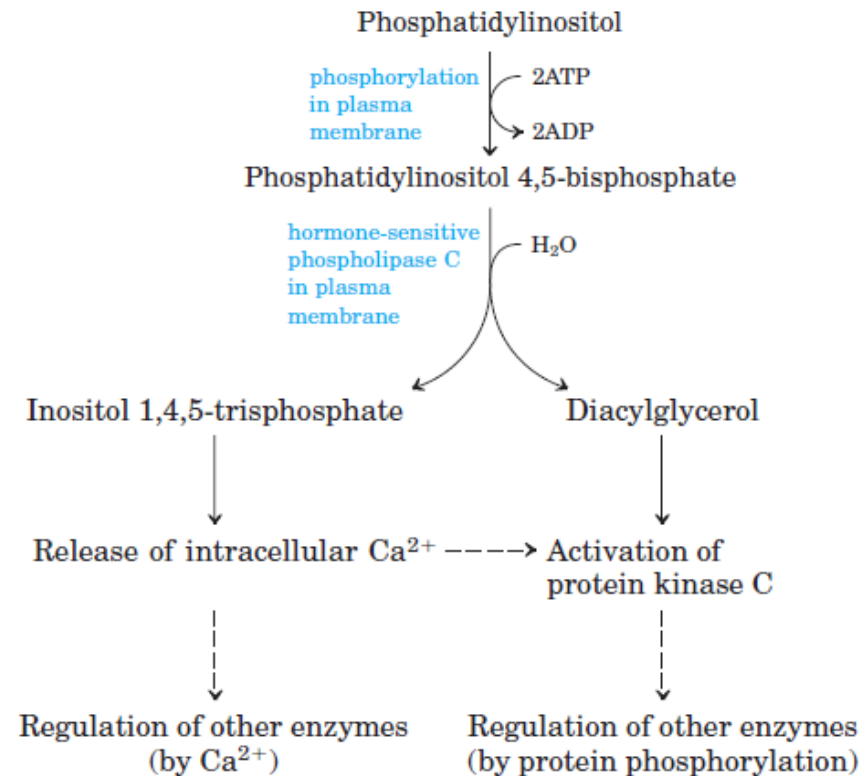 Phosphatidylinositol
phosphorylation
in plasma
membrane
2ATP
2ADP
Phosphatidylinositol 4,5-bisphosphate
hormone-sensitive
phospholipase C
in plasma
membrane
H₂O
Inositol 1,4,5-trisphosphate
Diacylglycerol
Release of intracellular Ca²⁺
Activation of
protein kinase C
Regulation of other enzymes
(by Ca²⁺)
Regulation of other enzymes
(by protein phosphorylation)